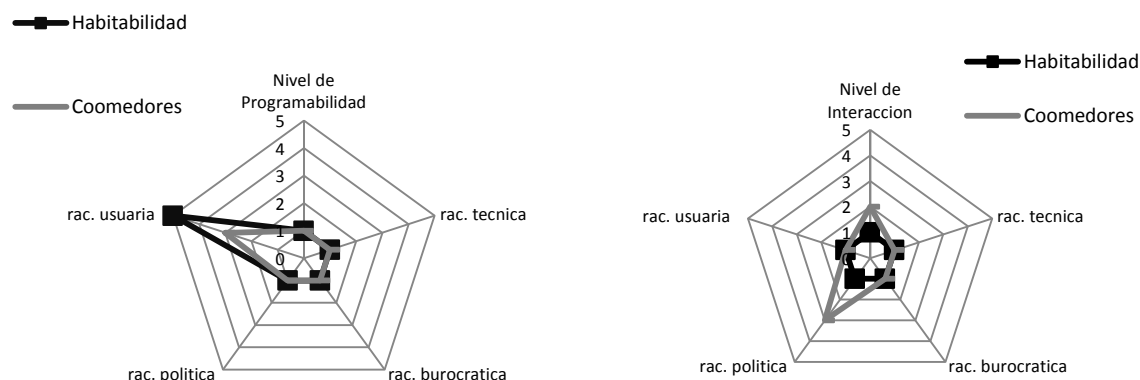 Habitabilidad
Coomedores
Nivel de
Programabilidad
5
4
3
2
1
0
rac. usuaria
rac. tecnica
rac. politica
rac. burocratica
Habitabilidad
Coomedores
Nivel de
Interaccion
5
4
3
2
1
0
rac. usuaria
rac. tecnica
rac. politica
rac. burocratica